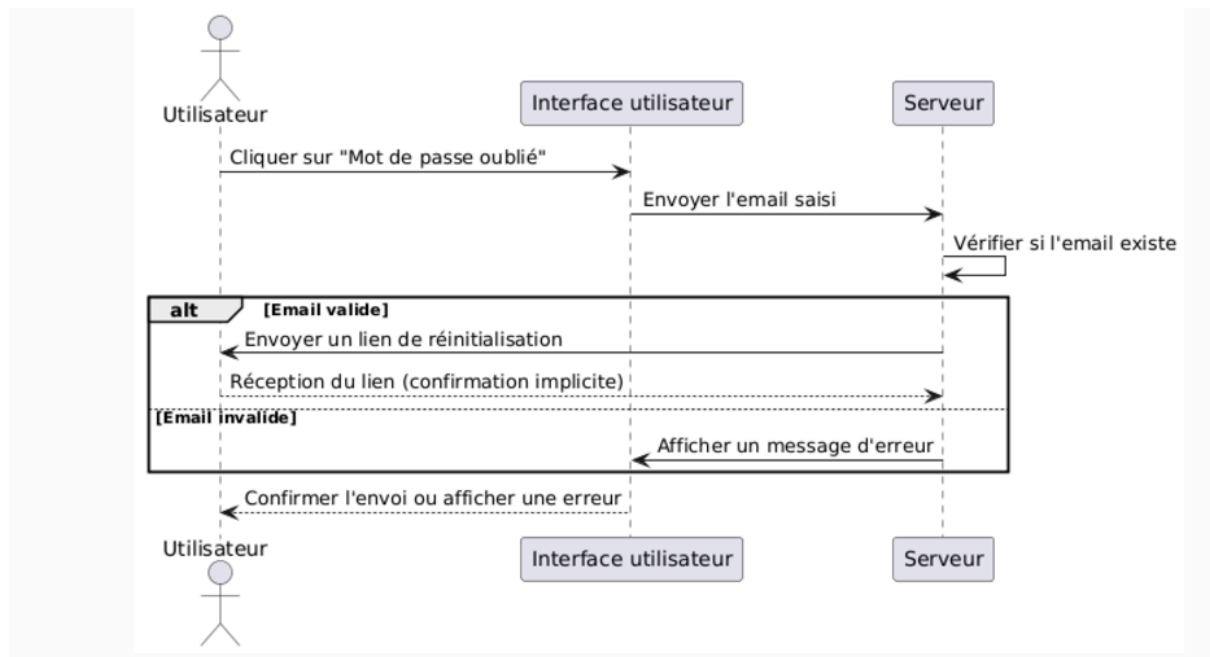 Utilisateur
Interface utilisateur
Serveur
Cliquer sur "Mot de passe oublié"
Envoyer l'email saisi
Vérifier si l'email existe
alt [Email valide]
Envoyer un lien de réinitialisation
Réception du lien (confirmation implicite)
[Email invalide]
Afficher un message d'erreur
Confirmer l'envoi ou afficher une erreur
Utilisateur
Interface utilisateur
Serveur